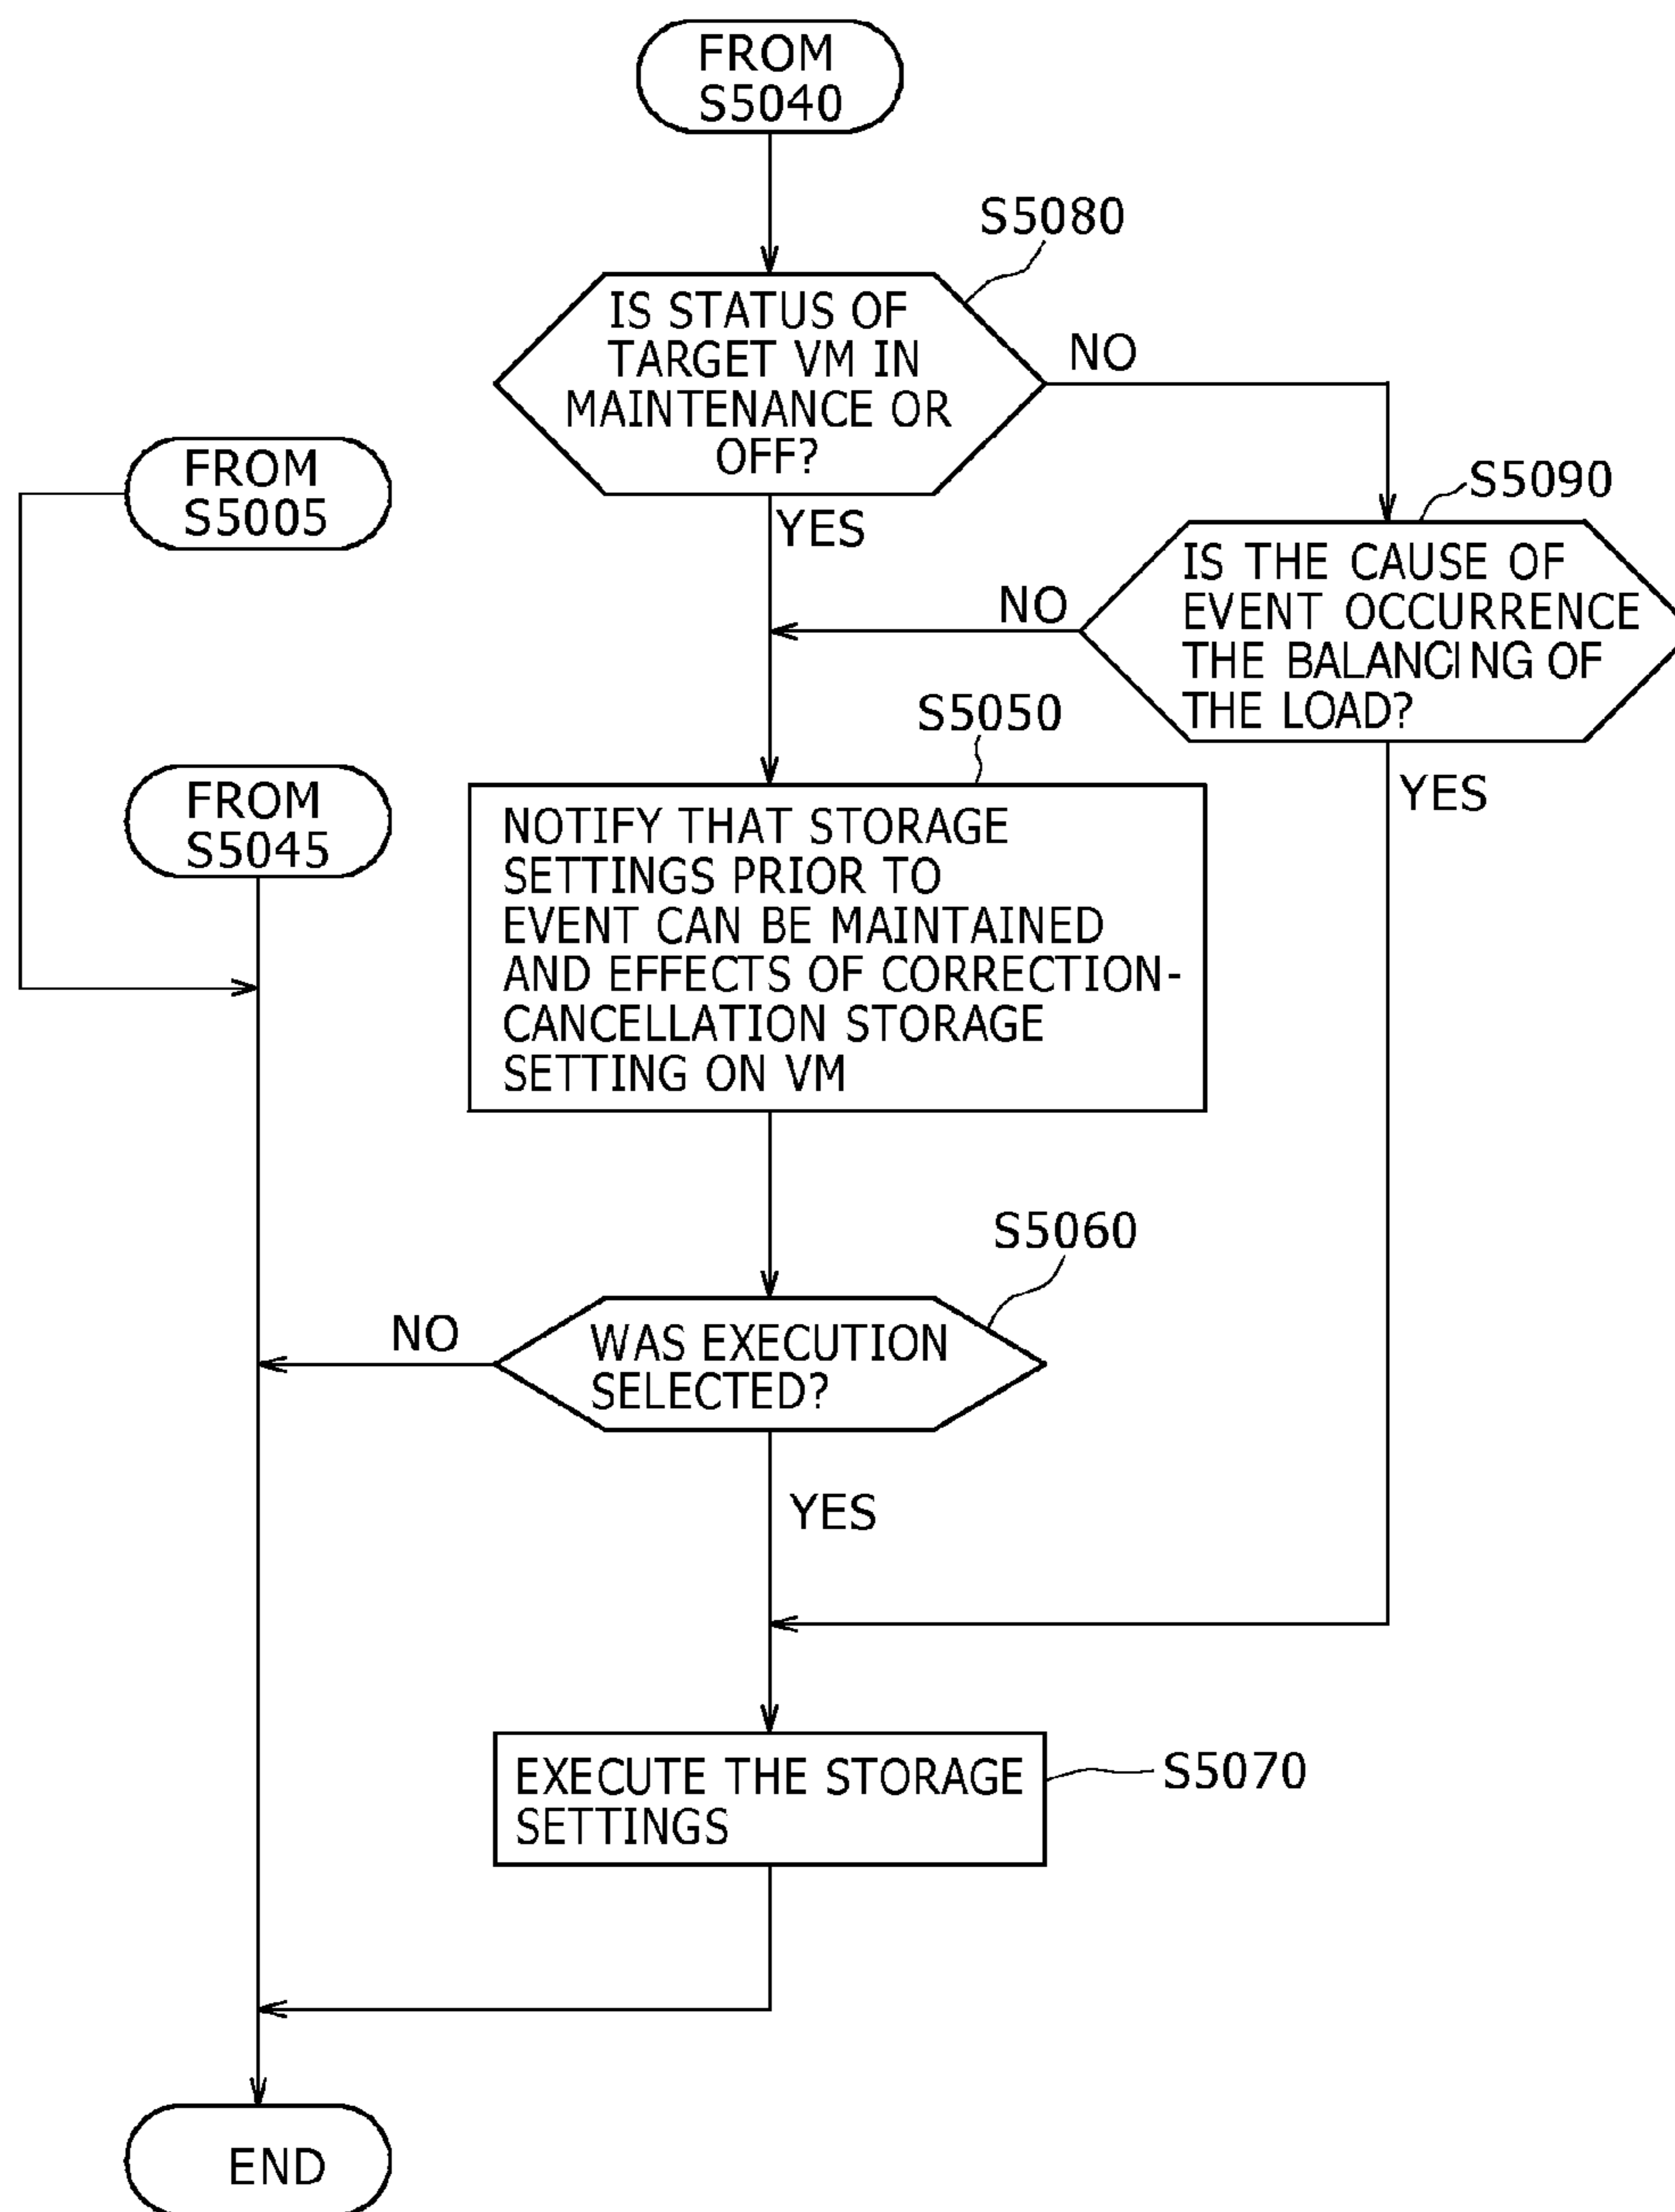 FROM
S5040
S5080
IS STATUS OF
TARGET VM IN
MAINTENANCE OR
OFF?
NO
YES
FROM
S5005
S5090
IS THE CAUSE OF
EVENT OCCURRENCE
THE BALANCING OF
THE LOAD?
NO
YES
S5050
NOTIFY THAT STORAGE
SETTINGS PRIOR TO
EVENT CAN BE MAINTAINED
AND EFFECTS OF CORRECTION-
CANCELLATION STORAGE
SETTING ON VM
FROM
S5045
S5060
WAS EXECUTION
SELECTED?
NO
YES
EXECUTE THE STORAGE
SETTINGS
S5070
END